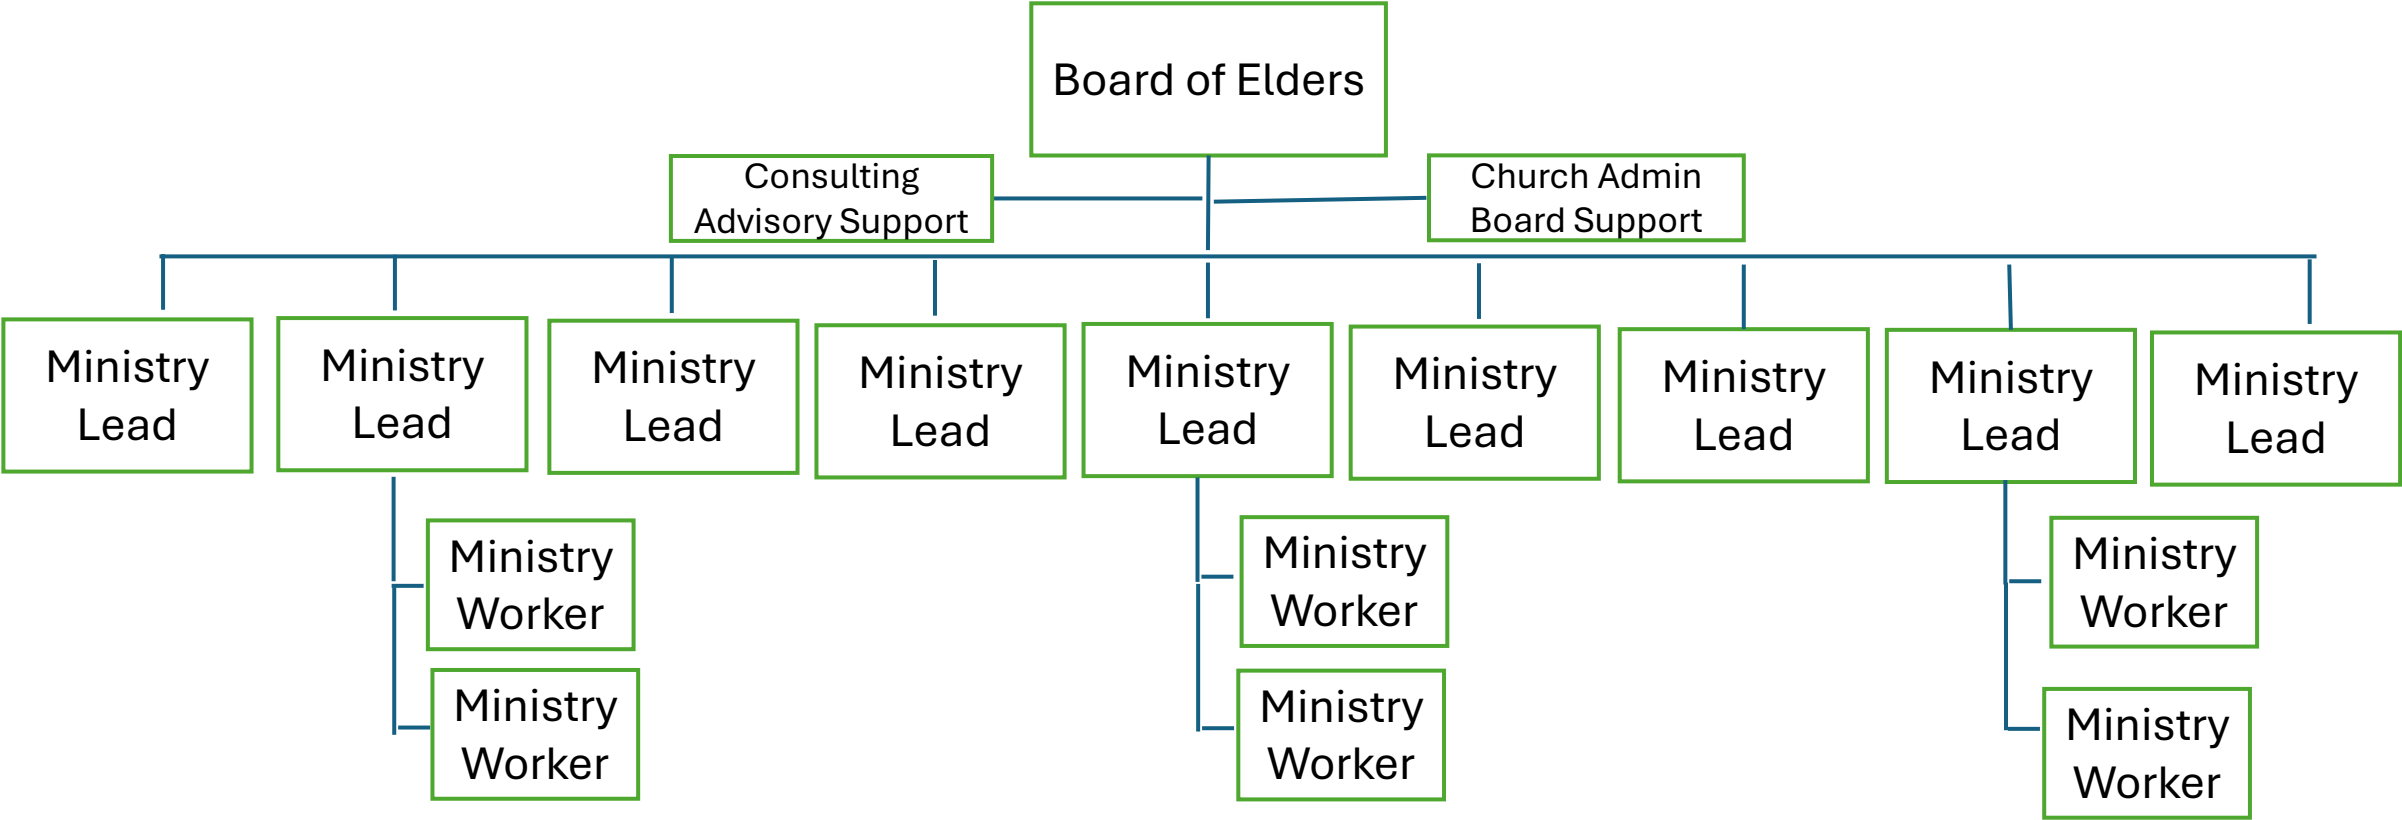 Board of Elders
Consulting
Advisory Support
Church Admin
Board Support
Ministry
Lead
Ministry
Lead
Ministry
Lead
Ministry
Lead
Ministry
Lead
Ministry
Lead
Ministry
Lead
Ministry
Lead
Ministry
Lead
Ministry
Worker
Ministry
Worker
Ministry
Worker
Ministry
Worker
Ministry
Worker
Ministry
Worker